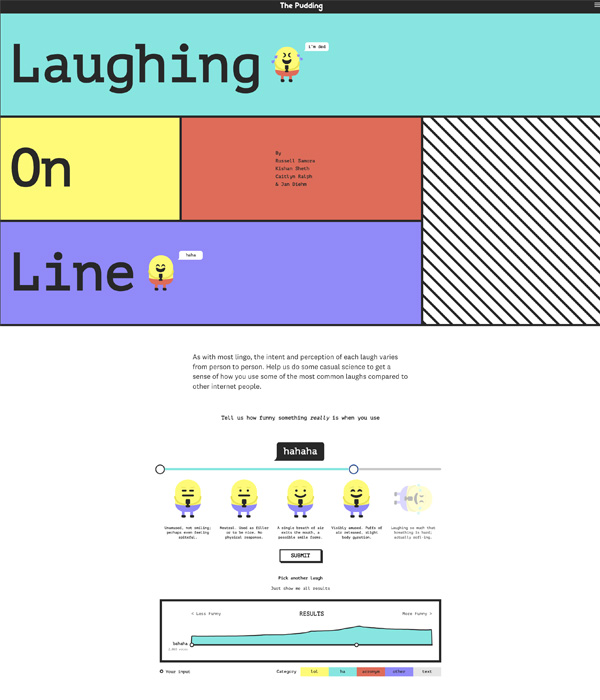 The Pudding
Laughing
i'm ded
On
By
Russell Samora
Kishan Sheth
Caitlyn Ralph
& Jan Diehm
Line
haha
As with most lingo, the intent and perception of each laugh varies
from person to person. Help us do some casual science to get a
sense of how you use some of the most common laughs compared to
other internet people.
Tell us how funny something really is when you use
hahaha
Unamused, not smiling;
perhaps even feeling
spiteful.
Neutral. Used as filler
or to be nice. No
physical response.
A single breath of air
exits the mouth, a
possible smile forms.
Visibly amused. Puffs of
air released, slight
body gyration.
Laughing so much that
breathing is hard;
actually sobbing.
SUBMIT
Pick another laugh
Just show me all results
< Less Funny
RESULTS
More Funny >
hahaha
Your input
Category
lol
ha
acronym
other
text